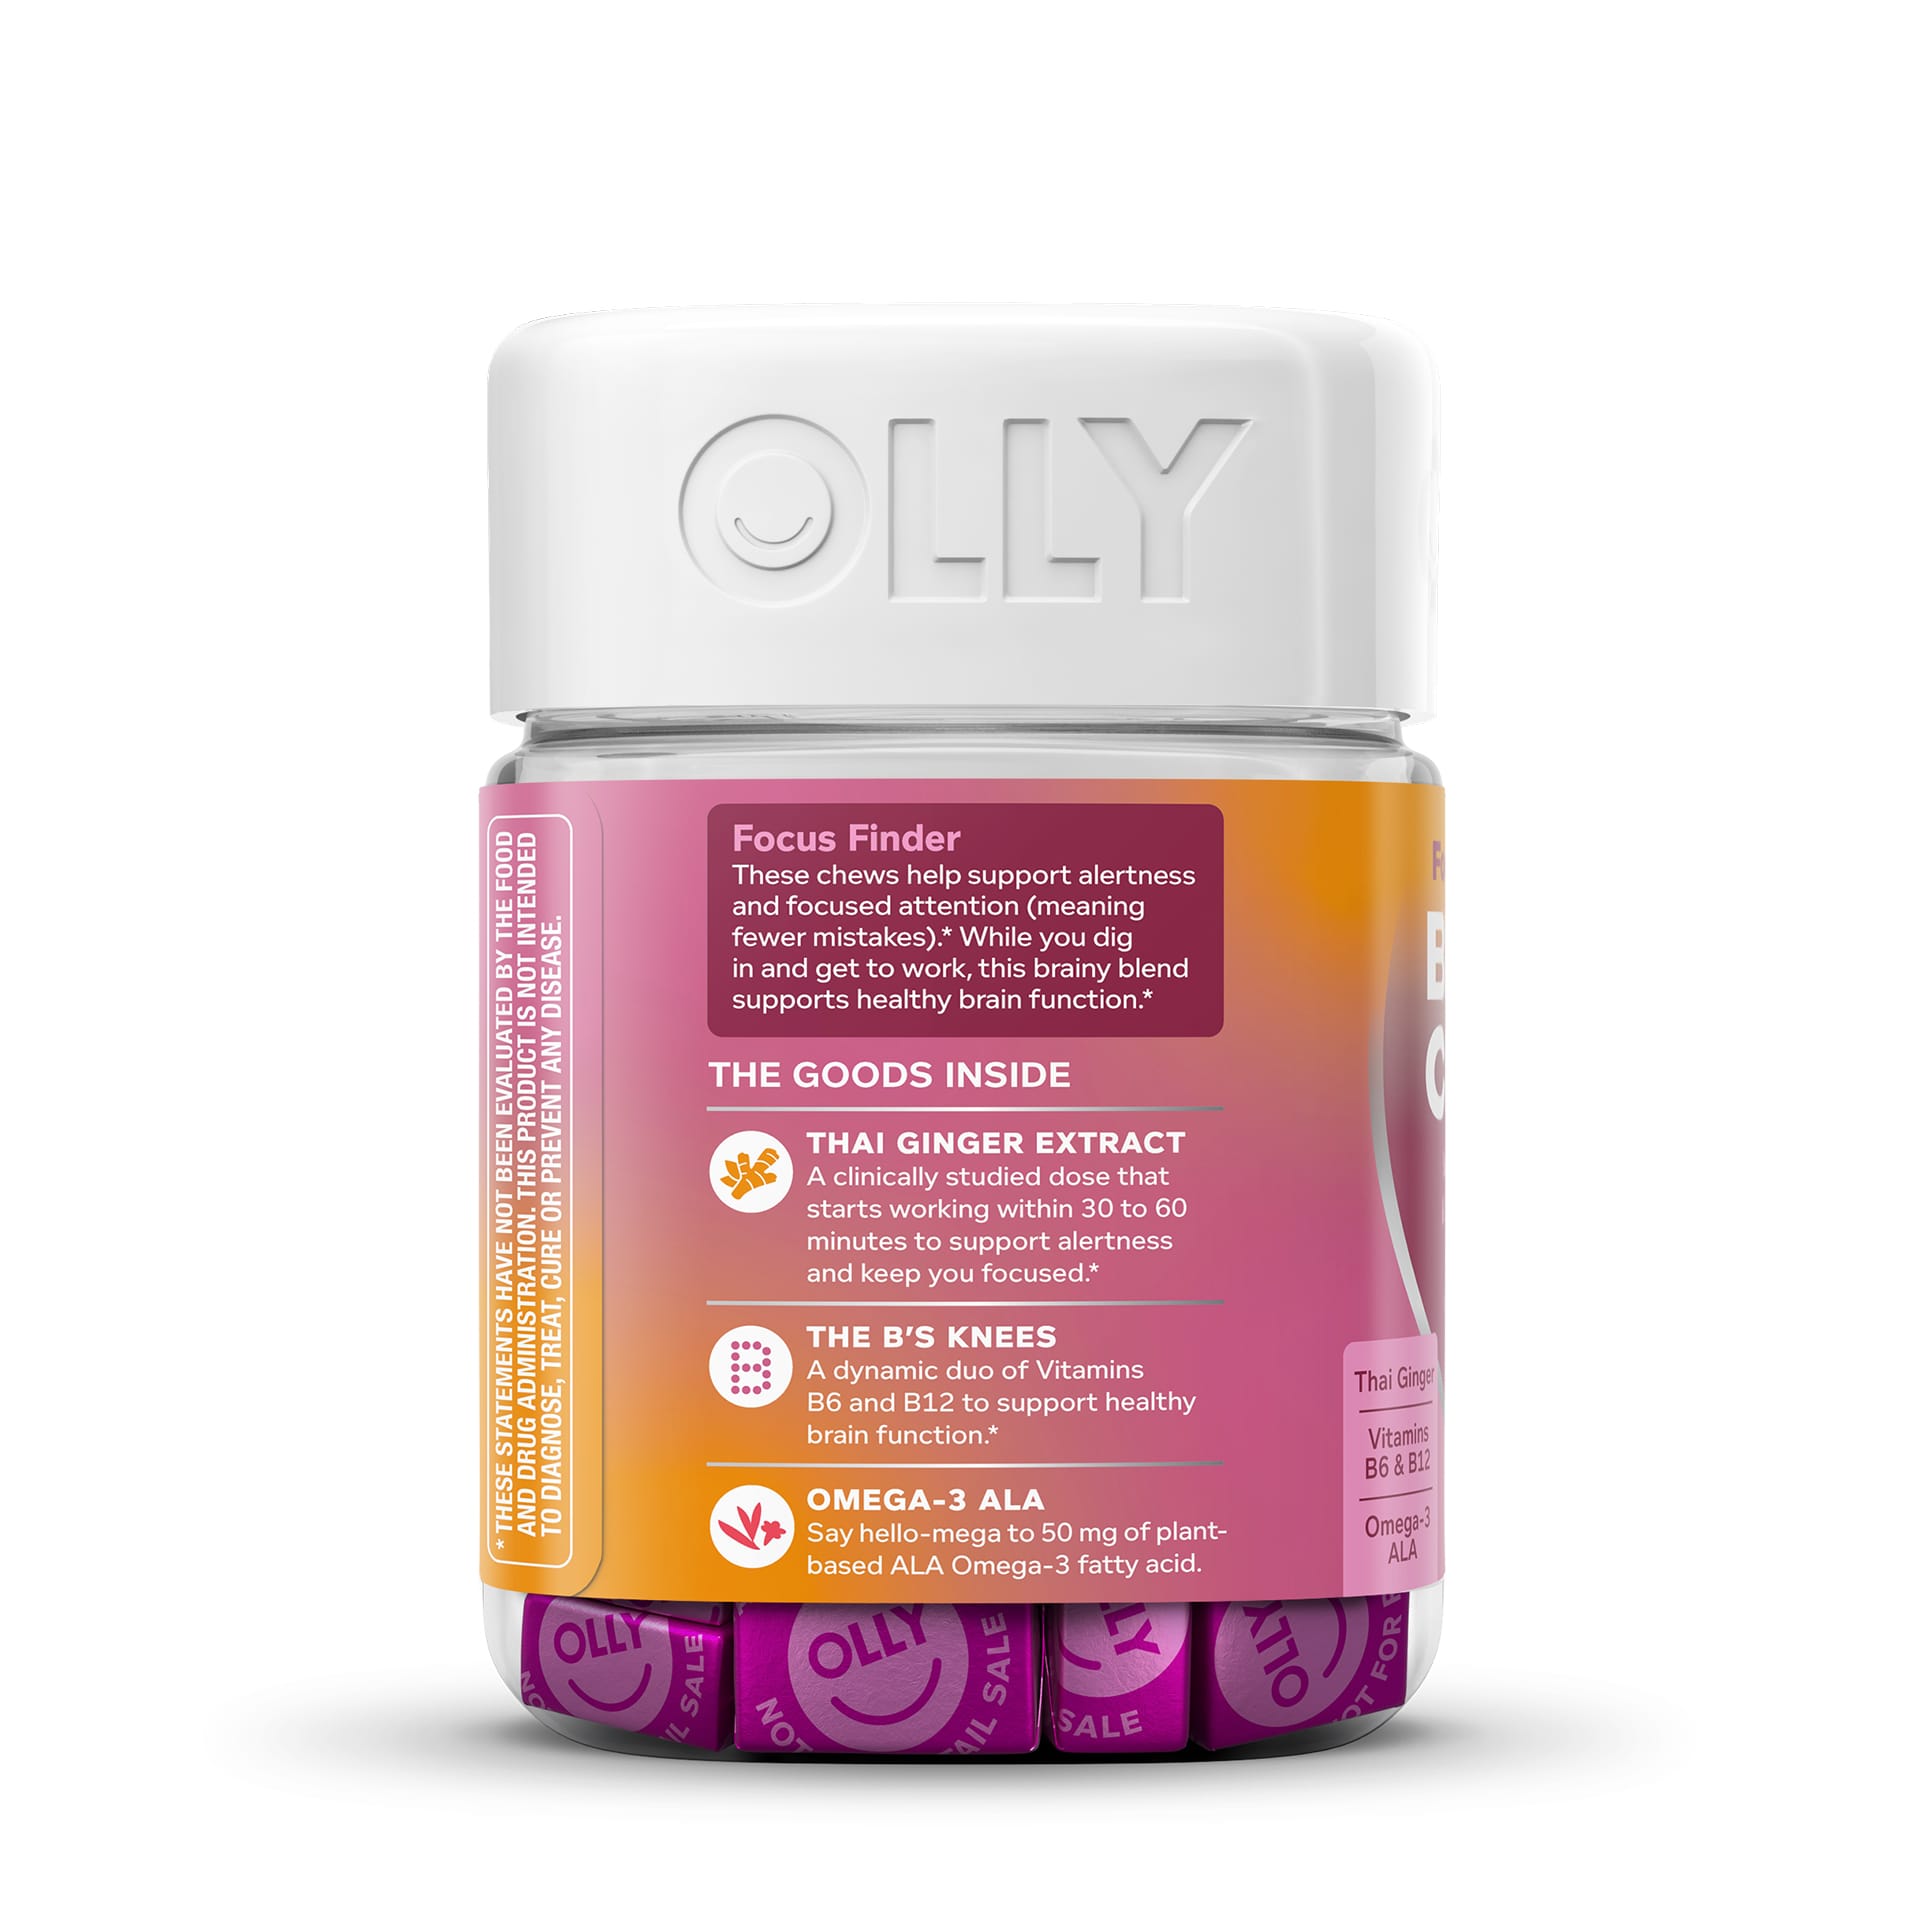 OLLY
* THESE STATEMENTS HAVE NOT BEEN EVALUATED BY THE FOOD
AND DRUG ADMINISTRATION. THIS PRODUCT IS NOT INTENDED
TO DIAGNOSE, TREAT, CURE OR PREVENT ANY DISEASE.
Focus Finder
These chews help support alertness
and focused attention (meaning
fewer mistakes).* While you dig
in and get to work, this brainy blend
supports healthy brain function.*
THE GOODS INSIDE
THAI GINGER EXTRACT
A clinically studied dose that
starts working within 30 to 60
minutes to support alertness
and keep you focused.*
B
THE B'S KNEES
A dynamic duo of Vitamins
B6 and B12 to support healthy
brain function.*
OMEGA-3 ALA
Say hello-mega to 50 mg of plant-
based ALA Omega-3 fatty acid.
Thai Ginger
Vitamins
B6 & B12
Omega-3
ALA
OLLY
SALE
OLLY
NOT
SALE
SALE
OLLY
FOR